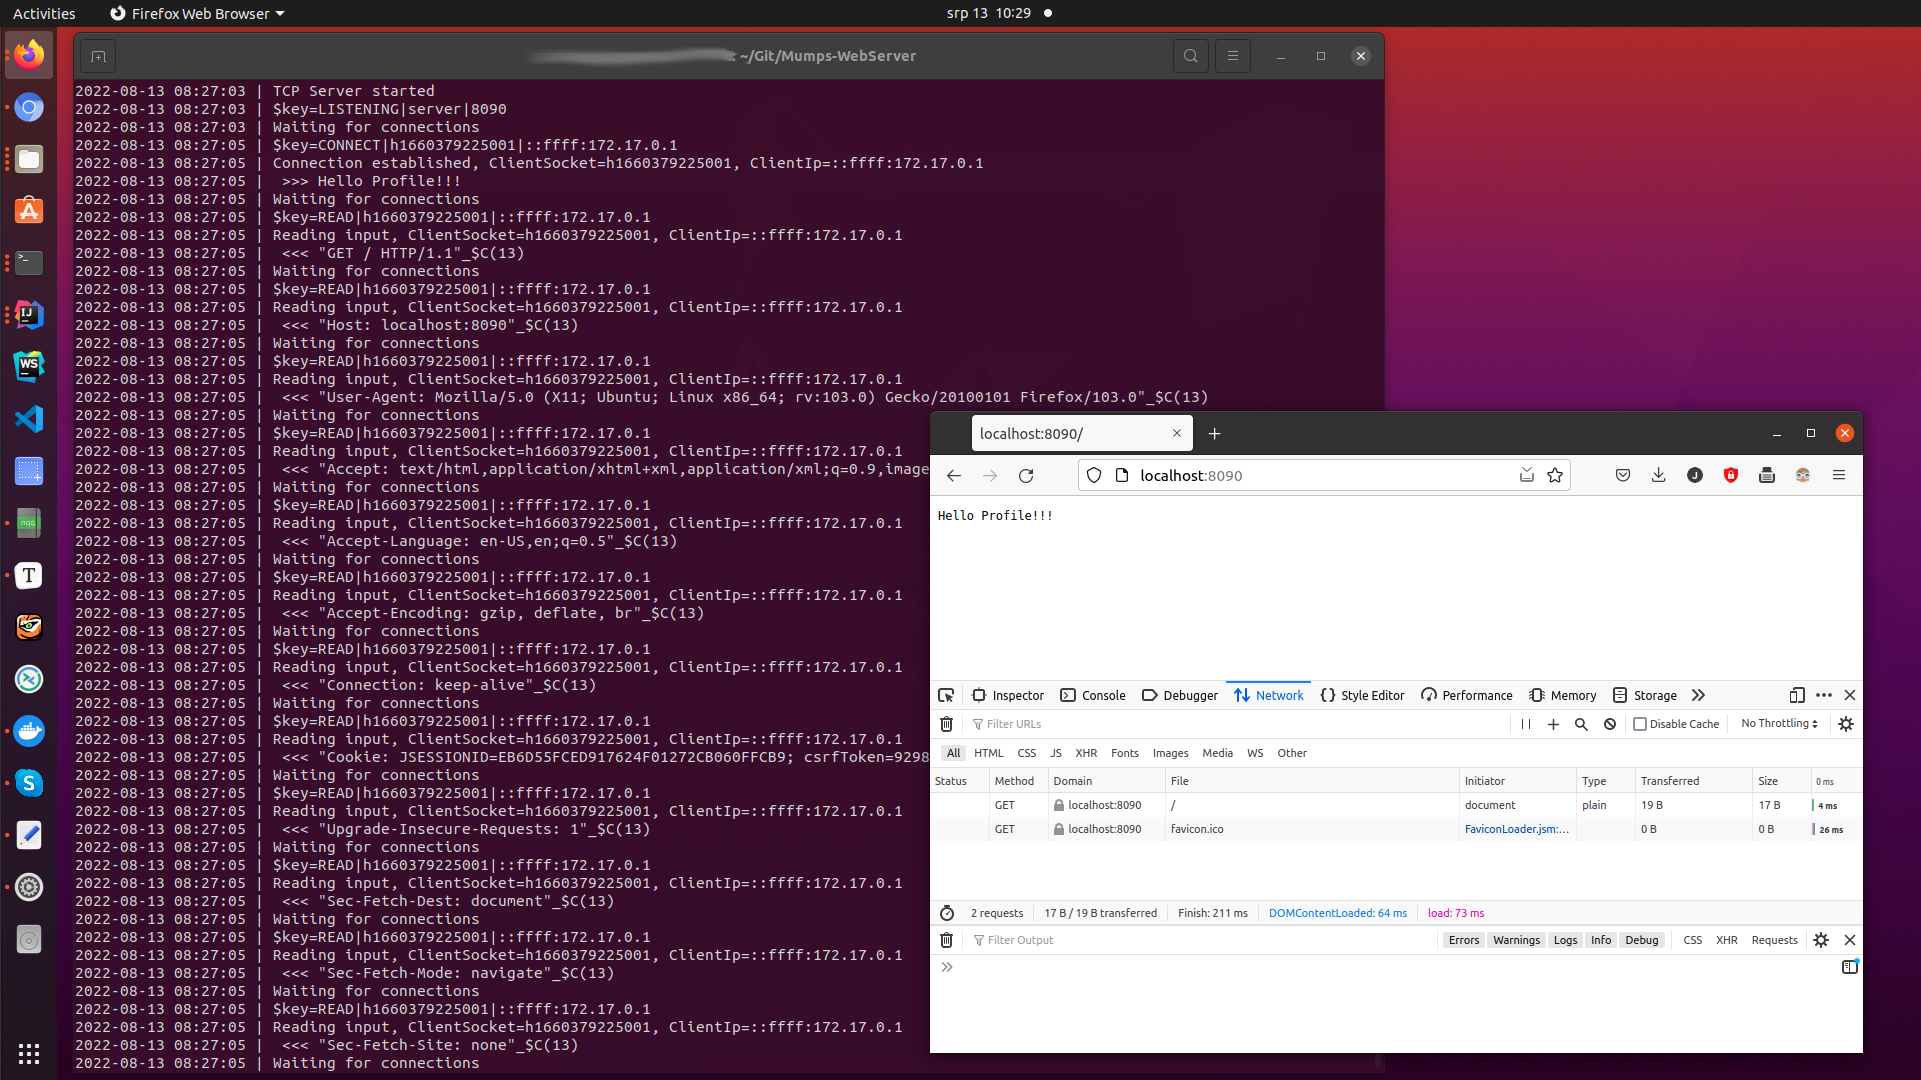 Activities
Firefox Web Browser
srp 13 10:29
: ~/Git/Mumps-WebServer
2022-08-13 08:27:03 | TCP Server started
2022-08-13 08:27:03 | $key=LISTENING|server|8090
2022-08-13 08:27:03 | Waiting for connections
2022-08-13 08:27:05 | $key=CONNECT|h1660379225001|::ffff:172.17.0.1
2022-08-13 08:27:05 | Connection established, ClientSocket=h1660379225001, ClientIp=::ffff:172.17.0.1
2022-08-13 08:27:05 |  >>> Hello Profile!!!
2022-08-13 08:27:05 | Waiting for connections
2022-08-13 08:27:05 | $key=READ|h1660379225001|::ffff:172.17.0.1
2022-08-13 08:27:05 | Reading input, ClientSocket=h1660379225001, ClientIp=::ffff:172.17.0.1
2022-08-13 08:27:05 |  <<< "GET / HTTP/1.1"_$C(13)
2022-08-13 08:27:05 | Waiting for connections
2022-08-13 08:27:05 | $key=READ|h1660379225001|::ffff:172.17.0.1
2022-08-13 08:27:05 | Reading input, ClientSocket=h1660379225001, ClientIp=::ffff:172.17.0.1
2022-08-13 08:27:05 |  <<< "Host: localhost:8090"_$C(13)
2022-08-13 08:27:05 | Waiting for connections
2022-08-13 08:27:05 | $key=READ|h1660379225001|::ffff:172.17.0.1
2022-08-13 08:27:05 | Reading input, ClientSocket=h1660379225001, ClientIp=::ffff:172.17.0.1
2022-08-13 08:27:05 |  <<< "User-Agent: Mozilla/5.0 (X11; Ubuntu; Linux x86_64; rv:103.0) Gecko/20100101 Firefox/103.0"_$C(13)
2022-08-13 08:27:05 | Waiting for connections
2022-08-13 08:27:05 | $key=READ|h1660379225001|::ffff:172.17.0.1
2022-08-13 08:27:05 | Reading input, ClientSocket=h1660379225001, ClientIp=::ffff:172.17.0.1
2022-08-13 08:27:05 |  <<< "Accept: text/html,application/xhtml+xml,application/xml;q=0.9,image
2022-08-13 08:27:05 | Waiting for connections
2022-08-13 08:27:05 | $key=READ|h1660379225001|::ffff:172.17.0.1
2022-08-13 08:27:05 | Reading input, ClientSocket=h1660379225001, ClientIp=::ffff:172.17.0.1
2022-08-13 08:27:05 |  <<< "Accept-Language: en-US,en;q=0.5"_$C(13)
2022-08-13 08:27:05 | Waiting for connections
2022-08-13 08:27:05 | $key=READ|h1660379225001|::ffff:172.17.0.1
2022-08-13 08:27:05 | Reading input, ClientSocket=h1660379225001, ClientIp=::ffff:172.17.0.1
2022-08-13 08:27:05 |  <<< "Accept-Encoding: gzip, deflate, br"_$C(13)
2022-08-13 08:27:05 | Waiting for connections
2022-08-13 08:27:05 | $key=READ|h1660379225001|::ffff:172.17.0.1
2022-08-13 08:27:05 | Reading input, ClientSocket=h1660379225001, ClientIp=::ffff:172.17.0.1
2022-08-13 08:27:05 |  <<< "Connection: keep-alive"_$C(13)
2022-08-13 08:27:05 | Waiting for connections
2022-08-13 08:27:05 | $key=READ|h1660379225001|::ffff:172.17.0.1
2022-08-13 08:27:05 | Reading input, ClientSocket=h1660379225001, ClientIp=::ffff:172.17.0.1
2022-08-13 08:27:05 |  <<< "Cookie: JSESSIONID=EB6D55FCED917624F01272CB060FFCB9; csrfToken=9298
2022-08-13 08:27:05 | Waiting for connections
2022-08-13 08:27:05 | $key=READ|h1660379225001|::ffff:172.17.0.1
2022-08-13 08:27:05 | Reading input, ClientSocket=h1660379225001, ClientIp=::ffff:172.17.0.1
2022-08-13 08:27:05 |  <<< "Upgrade-Insecure-Requests: 1"_$C(13)
2022-08-13 08:27:05 | Waiting for connections
2022-08-13 08:27:05 | $key=READ|h1660379225001|::ffff:172.17.0.1
2022-08-13 08:27:05 | Reading input, ClientSocket=h1660379225001, ClientIp=::ffff:172.17.0.1
2022-08-13 08:27:05 |  <<< "Sec-Fetch-Dest: document"_$C(13)
2022-08-13 08:27:05 | Waiting for connections
2022-08-13 08:27:05 | $key=READ|h1660379225001|::ffff:172.17.0.1
2022-08-13 08:27:05 | Reading input, ClientSocket=h1660379225001, ClientIp=::ffff:172.17.0.1
2022-08-13 08:27:05 |  <<< "Sec-Fetch-Mode: navigate"_$C(13)
2022-08-13 08:27:05 | Waiting for connections
2022-08-13 08:27:05 | $key=READ|h1660379225001|::ffff:172.17.0.1
2022-08-13 08:27:05 | Reading input, ClientSocket=h1660379225001, ClientIp=::ffff:172.17.0.1
2022-08-13 08:27:05 |  <<< "Sec-Fetch-Site: none"_$C(13)
2022-08-13 08:27:05 | Waiting for connections
localhost:8090/
localhost:8090
J
Hello Profile!!!
Inspector Console Debugger Network Style Editor Performance Memory Storage
Filter URLs Disable Cache No Throttling
All HTML CSS JS XHR Fonts Images Media WS Other
Status Method Domain File Initiator Type Transferred Size 0 ms
GET localhost:8090 / document plain 19 B 17 B 4 ms
GET localhost:8090 favicon.ico FaviconLoader.jsm:… 0 B 0 B 26 ms
2 requests 17 B / 19 B transferred Finish: 211 ms DOMContentLoaded: 64 ms load: 73 ms
Filter Output Errors Warnings Logs Info Debug CSS XHR Requests
IJ
WS
nqq
T
S